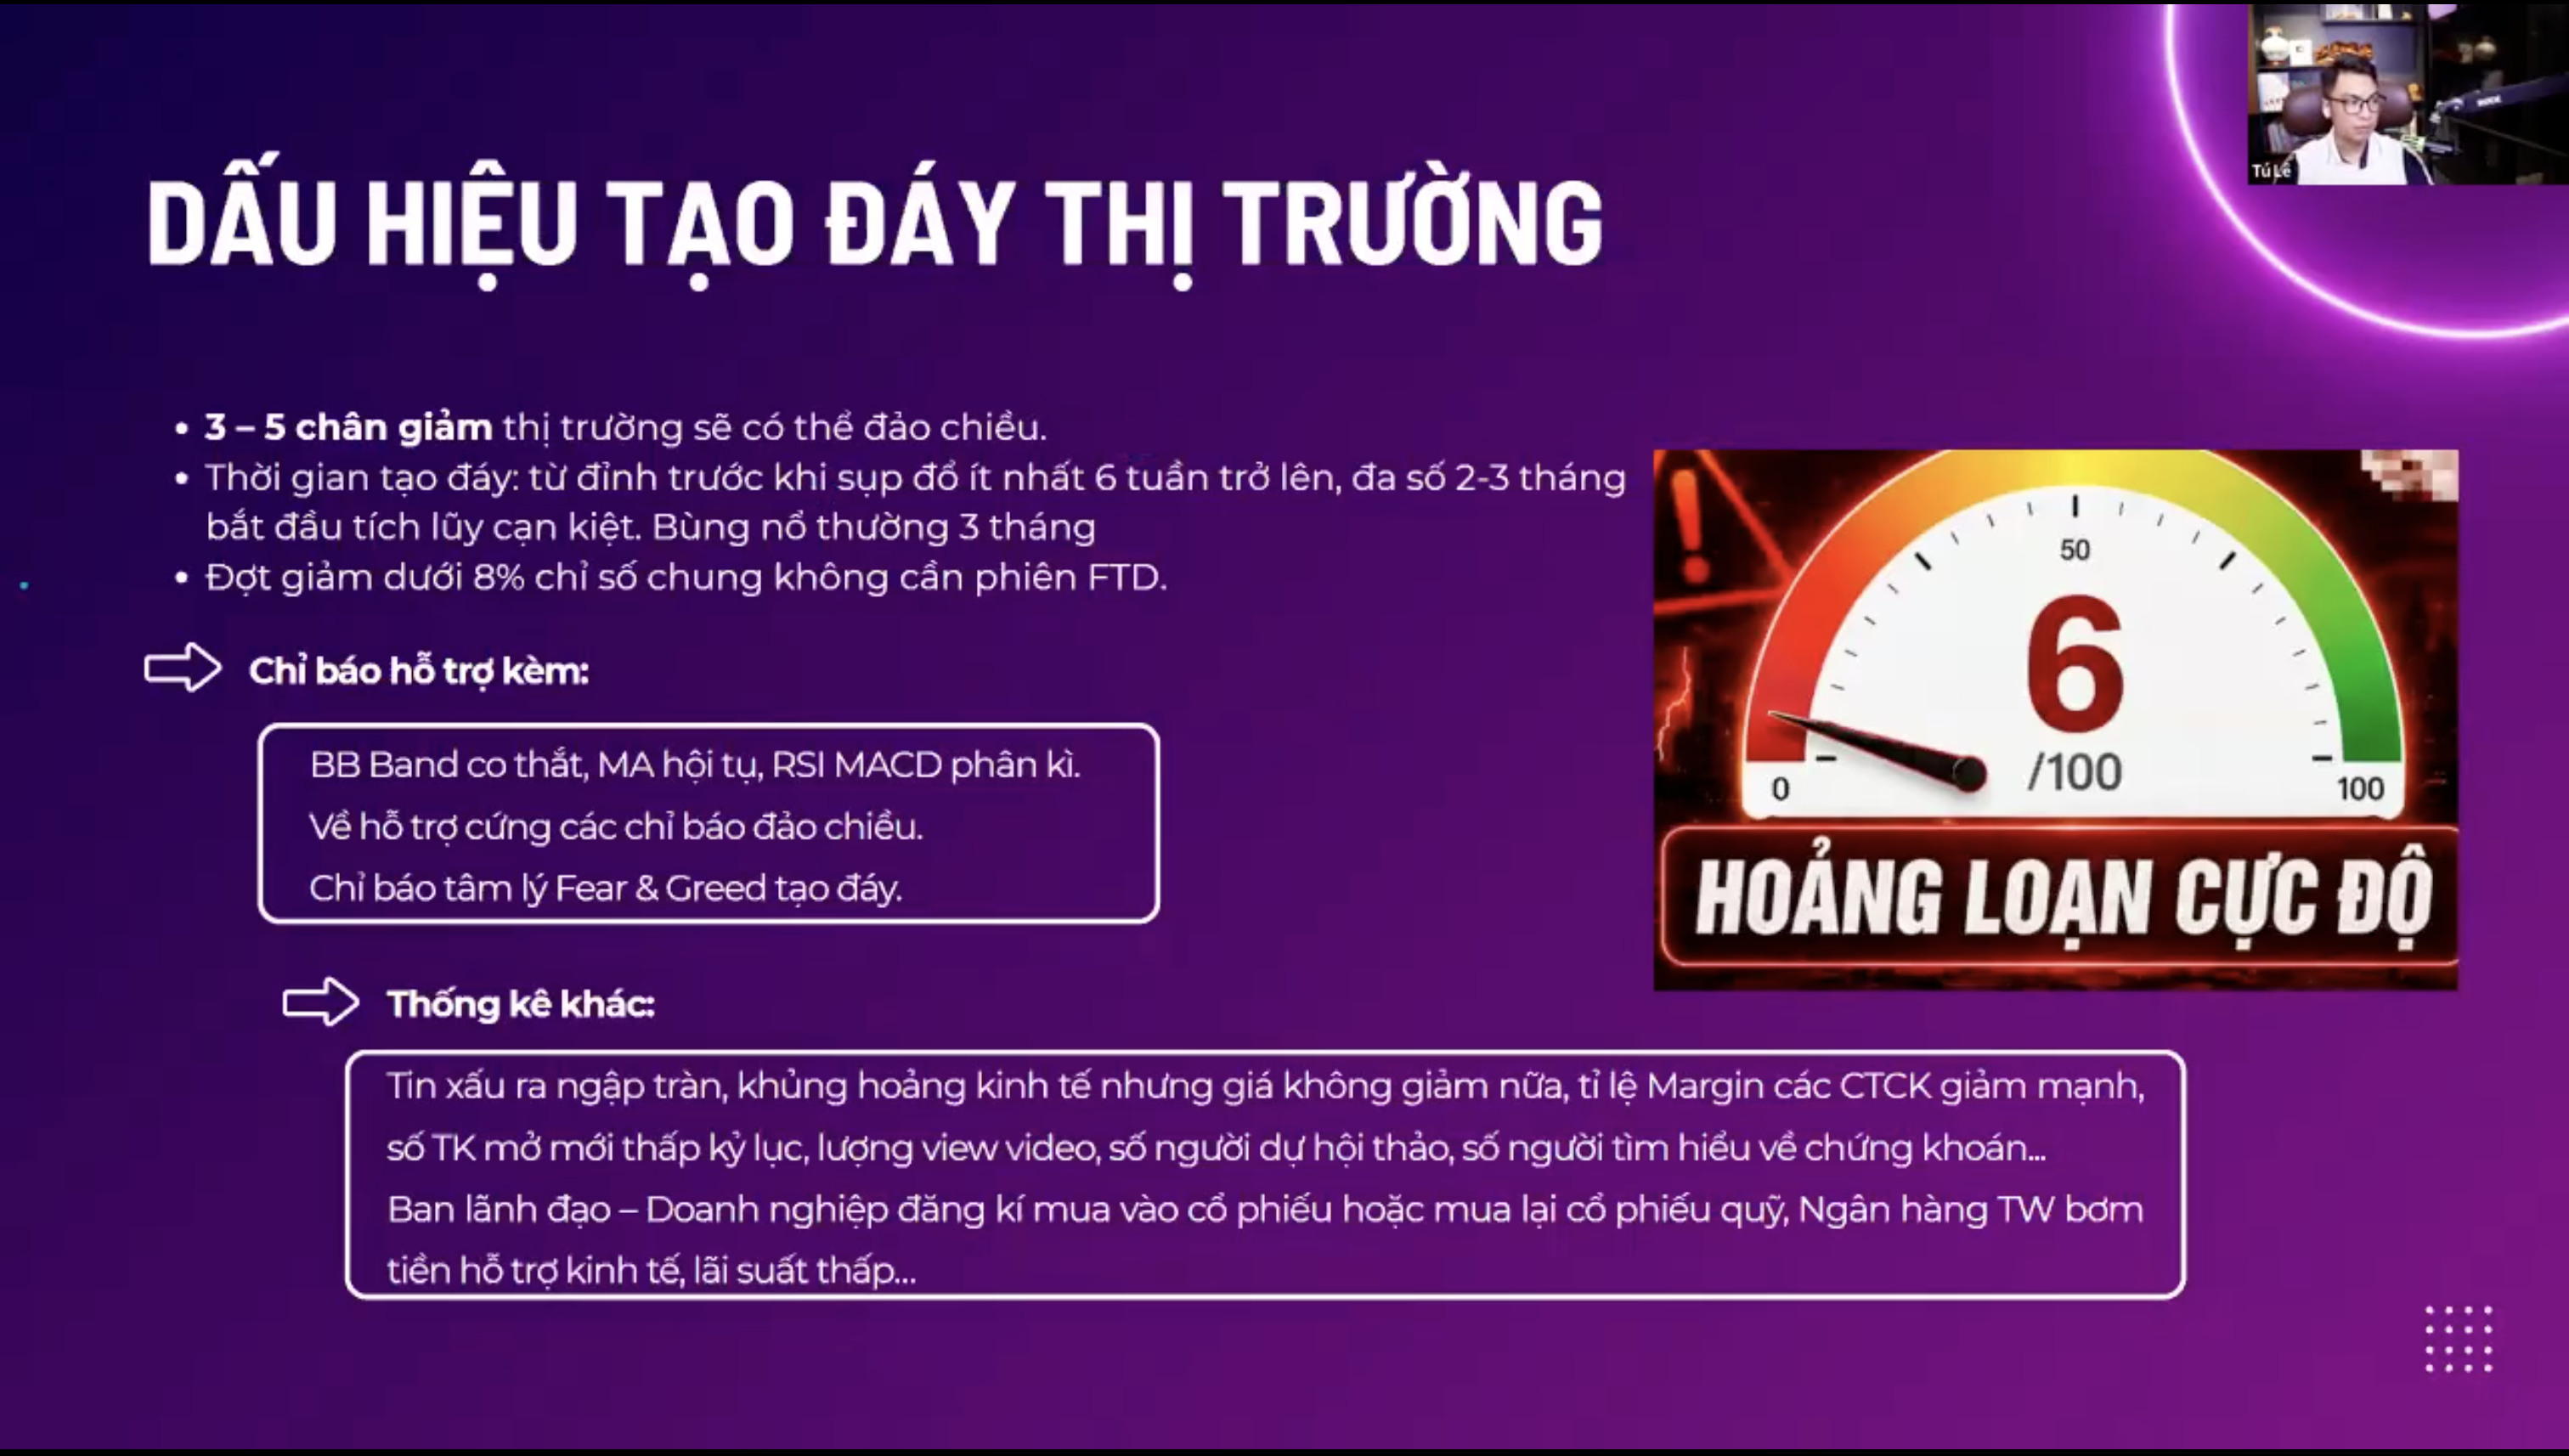 Tú Lê
DẤU HIỆU TẠO ĐÁY THỊ TRƯỜNG
• 3 – 5 chân giảm thị trường sẽ có thể đảo chiều.
• Thời gian tạo đáy: từ đỉnh trước khi sụp đổ ít nhất 6 tuần trở lên, đa số 2-3 tháng
bắt đầu tích lũy cạn kiệt. Bùng nổ thường 3 tháng
• Đợt giảm dưới 8% chỉ số chung không cần phiên FTD.
Chỉ báo hỗ trợ kèm:
BB Band co thắt, MA hội tụ, RSI MACD phân kì.
Về hỗ trợ cứng các chỉ báo đảo chiều.
Chỉ báo tâm lý Fear & Greed tạo đáy.
50
6
/100
0
100
HOẢNG LOẠN CỰC ĐỘ
Thống kê khác:
Tin xấu ra ngập tràn, khủng hoảng kinh tế nhưng giá không giảm nữa, tỉ lệ Margin các CTCK giảm mạnh,
số TK mở mới thấp kỷ lục, lượng view video, số người dự hội thảo, số người tìm hiểu về chứng khoán...
Ban lãnh đạo – Doanh nghiệp đăng kí mua vào cổ phiếu hoặc mua lại cổ phiếu quỹ, Ngân hàng TW bơm
tiền hỗ trợ kinh tế, lãi suất thấp...